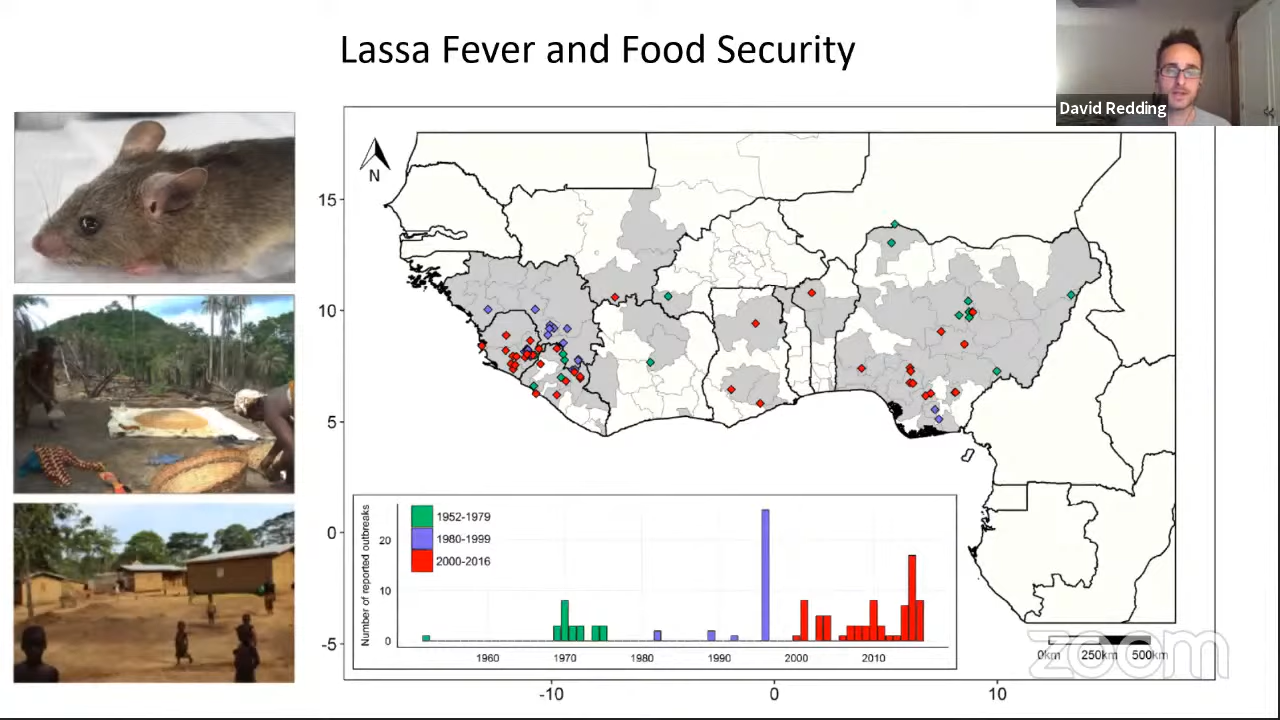 Lassa Fever and Food Security
David Redding
N
15
10
5
0
-5
1952-1979
1980-1999
2000-2016
Number of reported outbreaks
20
10
0
1960
1970
1980
1990
2000
2010
0km
250km
500km
zoom
-10
0
10